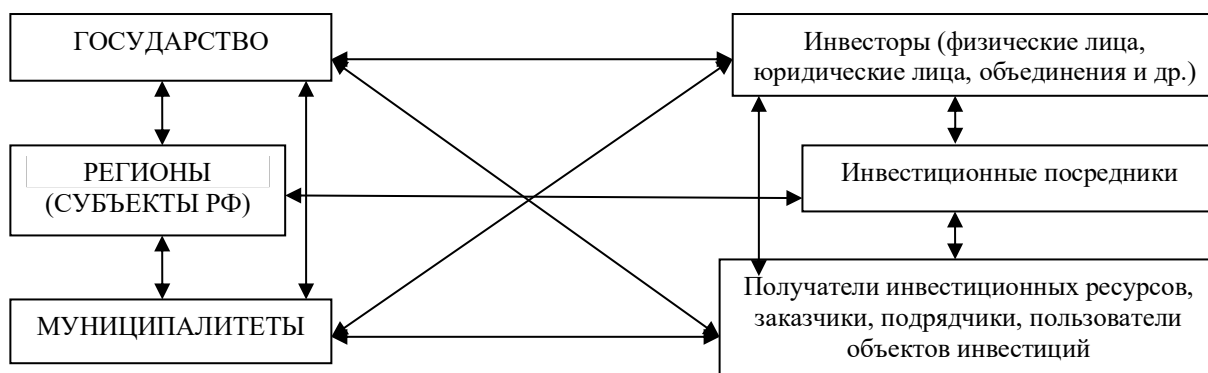 ГОСУДАРСТВО
Инвесторы (физические лица,
юридические лица, объединения и др.)
РЕГИОНЫ
(СУБЪЕКТЫ РФ)
Инвестиционные посредники
МУНИЦИПАЛИТЕТЫ
Получатели инвестиционных ресурсов,
заказчики, подрядчики, пользователи
объектов инвестиций